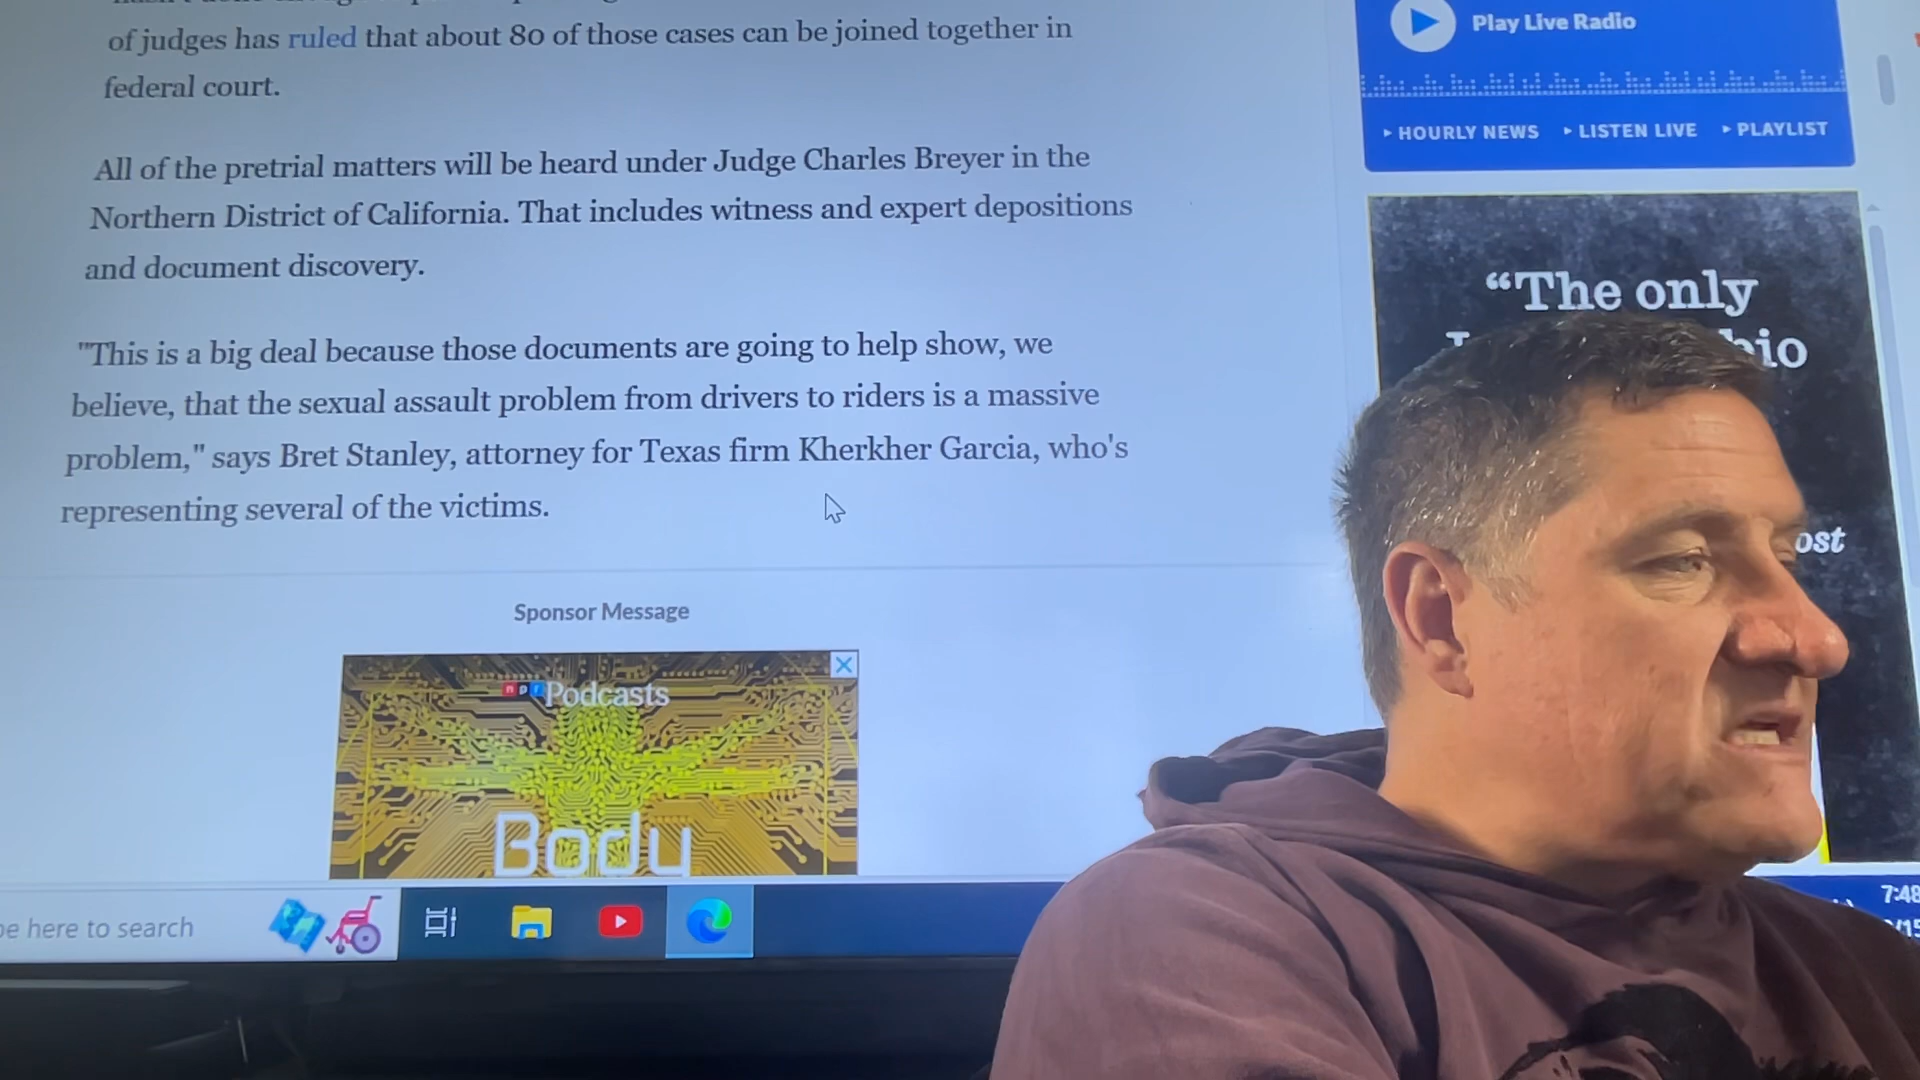 of judges has ruled that about 80 of those cases can be joined together in
federal court.
All of the pretrial matters will be heard under Judge Charles Breyer in the
Northern District of California. That includes witness and expert depositions
and document discovery.
"This is a big deal because those documents are going to help show, we
believe, that the sexual assault problem from drivers to riders is a massive
problem," says Bret Stanley, attorney for Texas firm Kherkher Garcia, who's
representing several of the victims.
Sponsor Message
npr Podcasts
Body
Play Live Radio
HOURLY NEWS LISTEN LIVE PLAYLIST
“The only
here to search
7:48